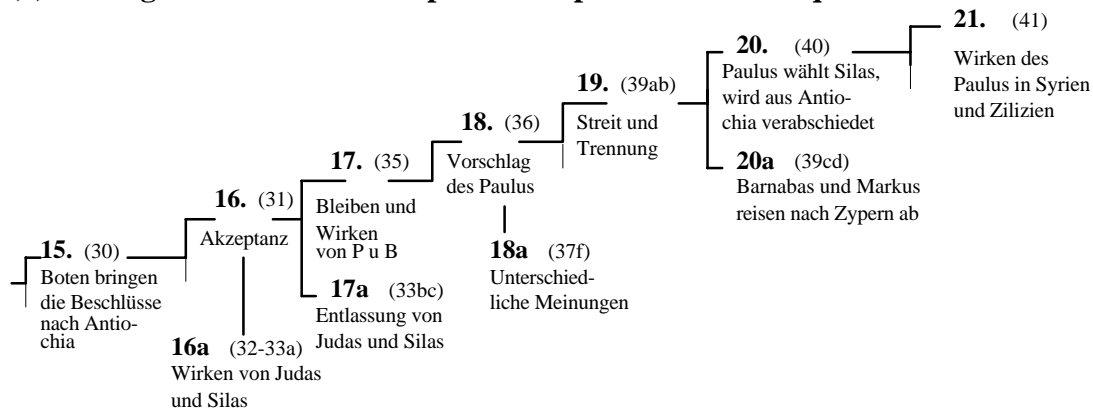 21. (41)
Wirken des
Paulus in Syrien
und Zilizien
20. (40)
Paulus wählt Silas,
wird aus Antio-
chia verabschiedet
20a (39cd)
Barnabas und Markus
reisen nach Zypern ab
19. (39ab)
Streit und
Trennung
18. (36)
Vorschlag
des Paulus
18a (37f)
Unterschied-
liche Meinungen
17. (35)
Bleiben und
Wirken
von P u B
17a (33bc)
Entlassung von
Judas und Silas
16. (31)
Akzeptanz
16a (32-33a)
Wirken von Judas
und Silas
15. (30)
Boten bringen
die Beschlüsse
nach Antio-
chia